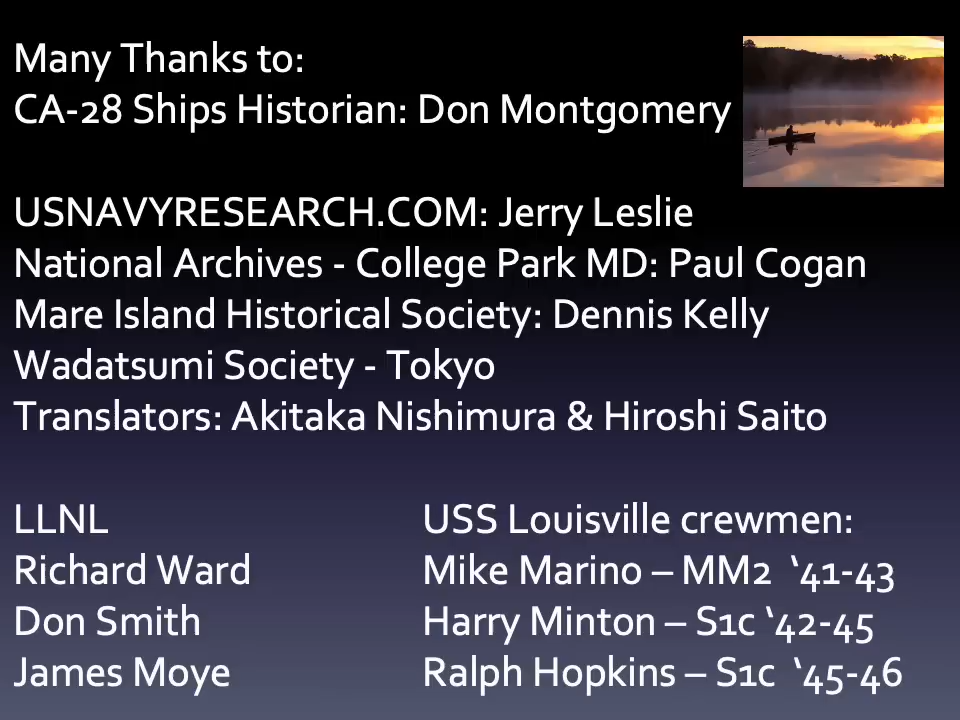 Many Thanks to:
CA-28 Ships Historian: Don Montgomery
USNAVYRESEARCH.COM: Jerry Leslie
National Archives - College Park MD: Paul Cogan
Mare Island Historical Society: Dennis Kelly
Wadatsumi Society - Tokyo
Translators: Akitaka Nishimura & Hiroshi Saito
LLNL
Richard Ward
Don Smith
James Moye
USS Louisville crewmen:
Mike Marino – MM2 ‘41-43
Harry Minton – S1c ‘42-45
Ralph Hopkins – S1c ‘45-46